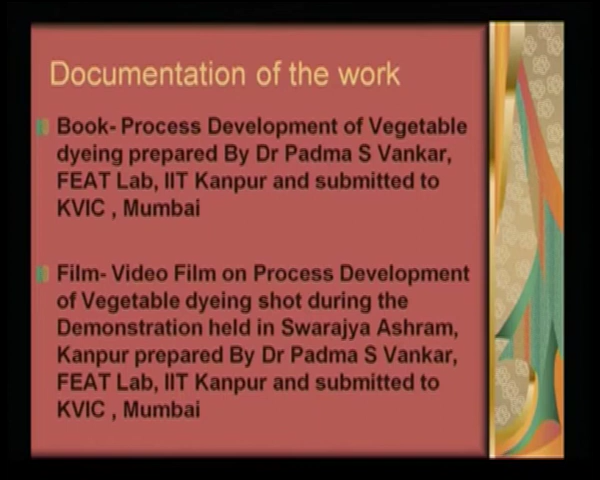 Documentation of the work
Book- Process Development of Vegetable
dyeing prepared By Dr Padma S Vankar,
FEAT Lab, IIT Kanpur and submitted to
KVIC , Mumbai
Film- Video Film on Process Development
of Vegetable dyeing shot during the
Demonstration held in Swarajya Ashram,
Kanpur prepared By Dr Padma S Vankar,
FEAT Lab, IIT Kanpur and submitted to
KVIC , Mumbai